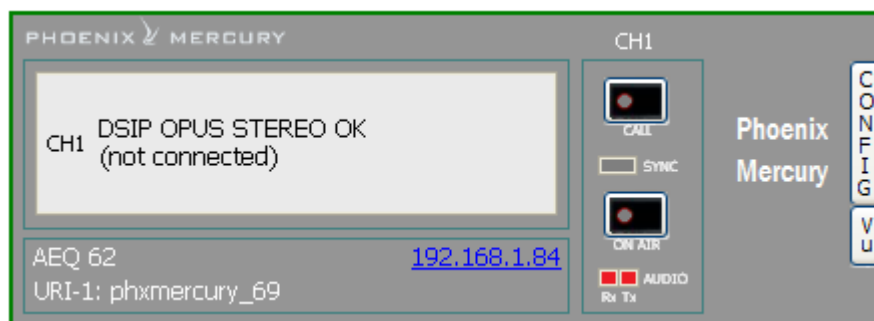 PHOENIX MERCURY
CH1
CH1 DSIP OPUS STEREO OK
(not connected)
CALL
SYNC
ON AIR
AUDIO
Rx Tx
Phoenix
Mercury
CONFIG
Vu
AEQ 62 192.168.1.84
URI-1: phxmercury_69